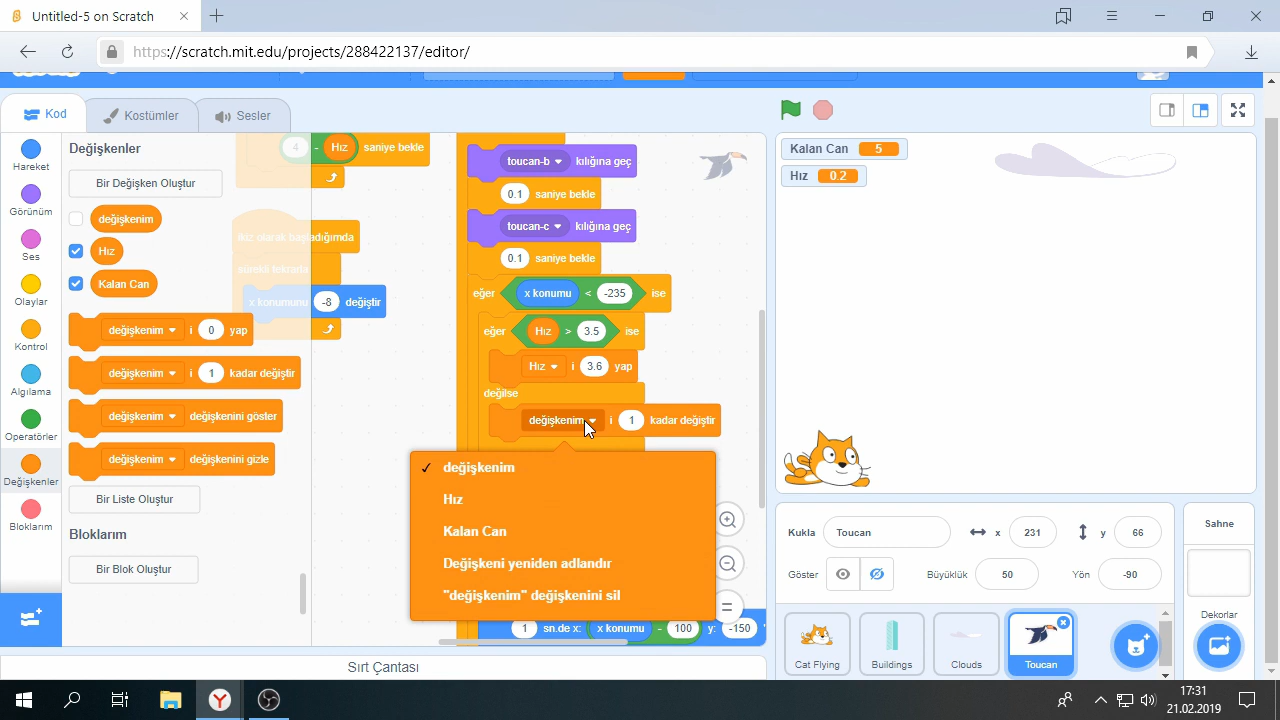 Untitled-5 on Scratch
https://scratch.mit.edu/projects/288422137/editor/
Kod
Kostümler
Sesler
Hareket
Görünüm
Ses
Olaylar
Kontrol
Algılama
Operatörler
Değişkenler
Bloklarım
Değişkenler
Bir Değişken Oluştur
değişkenim
Hız
Kalan Can
değişkenim i 0 yap
değişkenim i 1 kadar değiştir
değişkenim değişkenini göster
değişkenim değişkenini gizle
Bir Liste Oluştur
Bloklarım
Bir Blok Oluştur
4 - Hız saniye bekle
ikiz olarak başladığımda
sürekli tekrarla
x konumunu -8 değiştir
toucan-b kılığına geç
0.1 saniye bekle
toucan-c kılığına geç
0.1 saniye bekle
eğer x konumu < -235 ise
eğer Hız > 3.5 ise
Hız i 3.6 yap
değilse
değişkenim i 1 kadar değiştir
✓ değişkenim
Hız
Kalan Can
Değişkeni yeniden adlandır
"değişkenim" değişkenini sil
1 sn.de x: x konumu - 100 y: -150
Sırt Çantası
Kalan Can 5
Hız 0.2
Kukla Toucan x 231 y 66
Göster Büyüklük 50 Yön -90
Cat Flying
Buildings
Clouds
Toucan
Sahne
Dekorlar
17:31
21.02.2019